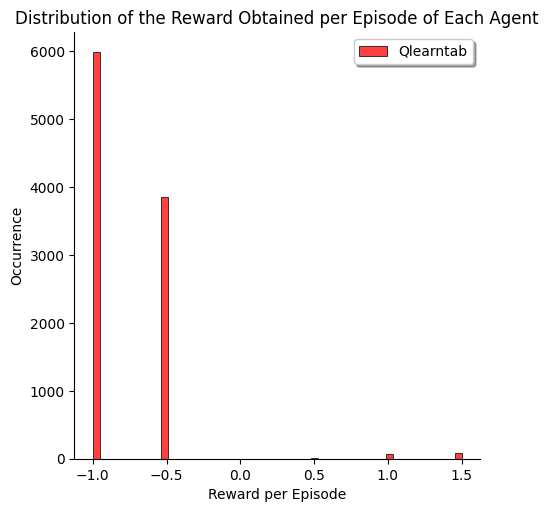 Distribution of the Reward Obtained per Episode of Each Agent
Qlearntab
6000
5000
4000
3000
2000
1000
0
Occurrence
−1.0 −0.5 0.0 0.5 1.0 1.5
Reward per Episode